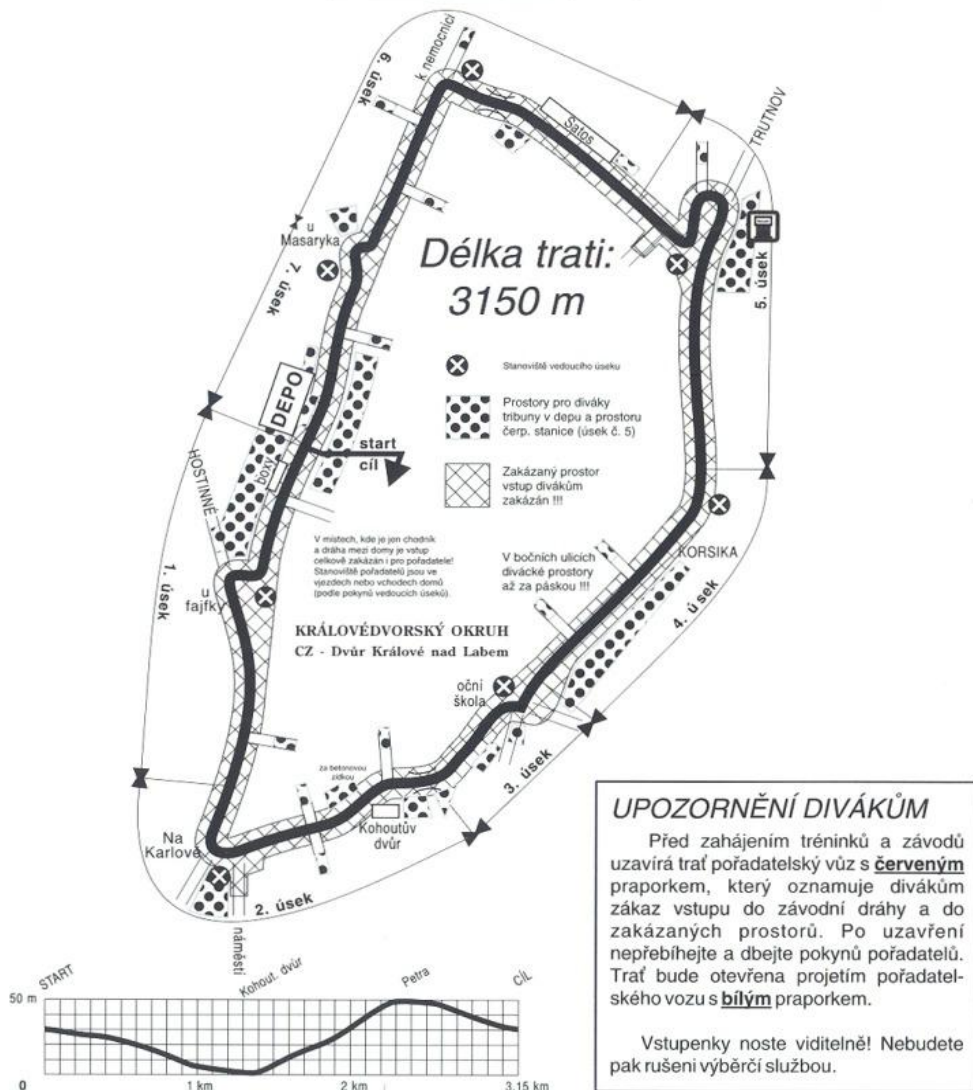 k nemocnici
6. úsek
Šatos
TRUTNOV
u
Masaryka
7. úsek
5. úsek
Délka trati:
3150 m
Stanoviště vedoucího úseku
Prostory pro diváky
tribuny v depu a prostoru
čerp. stanice (úsek č. 5)
Zakázaný prostor
vstup divákům
zakázán !!!
DEPO
boxy
start
cíl
HOSTINNÉ
1. úsek
u
fajfky
V místech, kde je jen chodník
a dráha mezi domy je vstup
celkově zakázán i pro pořadatele!
Stanoviště pořadatelů jsou ve
vjezdech nebo vchodech domů
(podle pokynů vedoucích úseků).
V bočních ulicích
divácké prostory
až za páskou !!!
KORSIKA
4. úsek
KRÁLOVÉDVORSKÝ OKRUH
CZ - Dvůr Králové nad Labem
oční
škola
3. úsek
za betonovou
zídkou
Kohoutův
dvůr
Na
Karlově
2. úsek
náměstí
START
Kohout. dvůr
Petra
CÍL
50 m
0
1 km
2 km
3.15 km
UPOZORNĚNÍ DIVÁKŮM
Před zahájením tréninků a závodů
uzavírá trať pořadatelský vůz s červeným
praporkem, který oznamuje divákům
zákaz vstupu do závodní dráhy a do
zakázaných prostorů. Po uzavření
nepřebíhejte a dbejte pokynů pořadatelů.
Trať bude otevřena projetím pořadatel-
ského vozu s bílým praporkem.
Vstupenky noste viditelně! Nebudete
pak rušeni výběrčí službou.